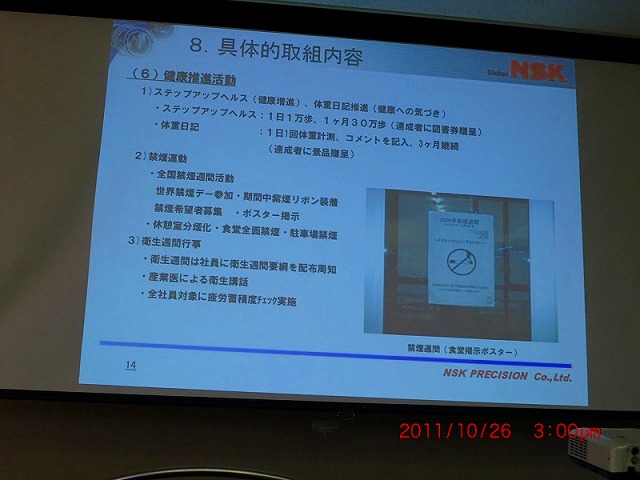 8. 具体的取組内容
Global NSK
(6)健康推進活動
1)ステップアップヘルス(健康増進)、体重日記推進(健康への気づき)
・ステップアップヘルス:1日1万歩、1ヶ月30万歩(達成者に図書券贈呈)
・体重日記 :1日1回体重計測、コメントを記入、3ヶ月継続
(達成者に景品贈呈)
2)禁煙運動
・全国禁煙週間活動
世界禁煙デー参加・期間中禁煙リボン装着
禁煙希望者募集 ・ポスター掲示
・休憩室分煙化・食堂全面禁煙・駐車場禁煙
3)衛生週間行事
・衛生週間は社員に衛生週間要綱を配布周知
・産業医による衛生講話
・全社員対象に疲労蓄積度チェック実施
禁煙週間(食堂掲示ポスター)
14
NSK PRECISION Co.,Ltd.
2011/10/26 3:00pm